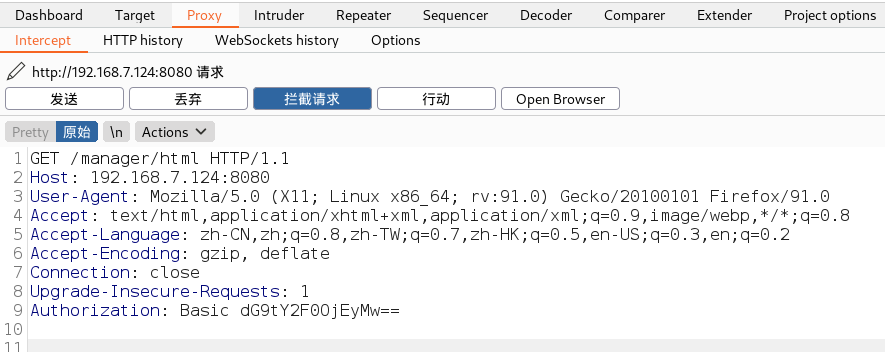 Dashboard Target Proxy Intruder Repeater Sequencer Decoder Comparer Extender Project options
Intercept HTTP history WebSockets history Options
http://192.168.7.124:8080 请求
发送 丢弃 拦截请求 行动 Open Browser
Pretty 原始 \n Actions
1 GET /manager/html HTTP/1.1
2 Host: 192.168.7.124:8080
3 User-Agent: Mozilla/5.0 (X11; Linux x86_64; rv:91.0) Gecko/20100101 Firefox/91.0
4 Accept: text/html,application/xhtml+xml,application/xml;q=0.9,image/webp,*/*;q=0.8
5 Accept-Language: zh-CN,zh;q=0.8,zh-TW;q=0.7,zh-HK;q=0.5,en-US;q=0.3,en;q=0.2
6 Accept-Encoding: gzip, deflate
7 Connection: close
8 Upgrade-Insecure-Requests: 1
9 Authorization: Basic dG9tY2F0OjEyMw==
10
11